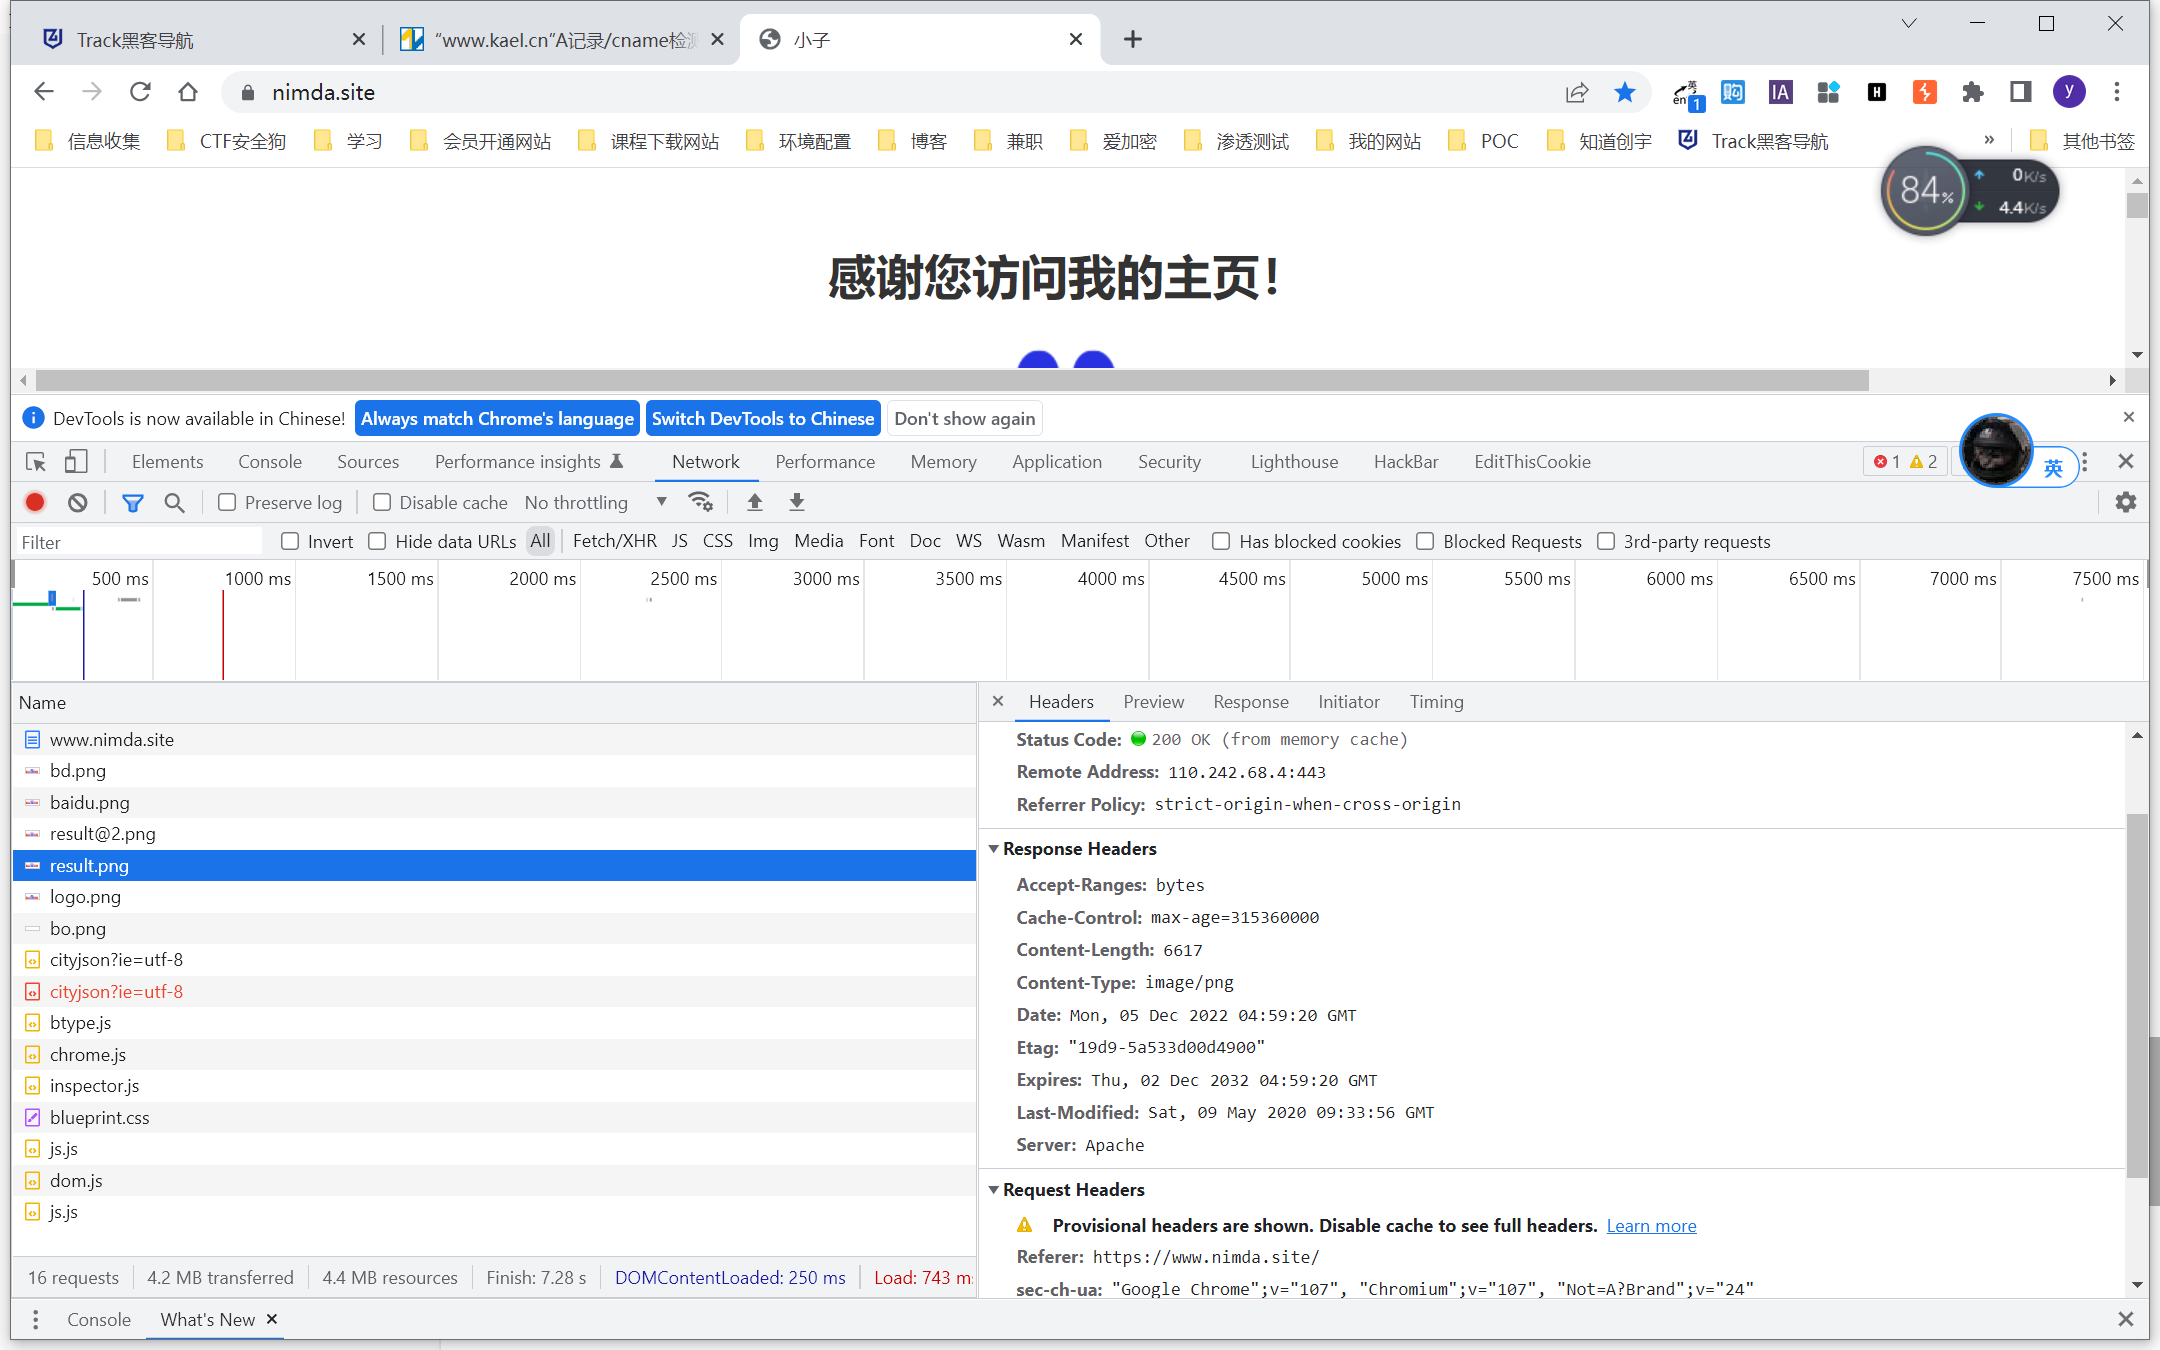 Track黑客导航
“www.kael.cn”A记录/cname检测
小子
nimda.site
英
en
1
购
IA
H
y
信息收集
CTF安全狗
学习
会员开通网站
课程下载网站
环境配置
博客
兼职
爱加密
渗透测试
我的网站
POC
知道创宇
Track黑客导航
»
其他书签
84%
0K/s
4.4K/s
感谢您访问我的主页！
DevTools is now available in Chinese!
Always match Chrome's language
Switch DevTools to Chinese
Don't show again
Elements
Console
Sources
Performance insights
Network
Performance
Memory
Application
Security
Lighthouse
HackBar
EditThisCookie
1
2
英
Preserve log
Disable cache
No throttling
Filter
Invert
Hide data URLs
All
Fetch/XHR
JS
CSS
Img
Media
Font
Doc
WS
Wasm
Manifest
Other
Has blocked cookies
Blocked Requests
3rd-party requests
500 ms
1000 ms
1500 ms
2000 ms
2500 ms
3000 ms
3500 ms
4000 ms
4500 ms
5000 ms
5500 ms
6000 ms
6500 ms
7000 ms
7500 ms
Name
www.nimda.site
bd.png
baidu.png
result@2.png
result.png
logo.png
bo.png
cityjson?ie=utf-8
cityjson?ie=utf-8
btype.js
chrome.js
inspector.js
blueprint.css
js.js
dom.js
js.js
16 requests
4.2 MB transferred
4.4 MB resources
Finish: 7.28 s
DOMContentLoaded: 250 ms
Load: 743 ms
Headers
Preview
Response
Initiator
Timing
Status Code: 200 OK (from memory cache)
Remote Address: 110.242.68.4:443
Referrer Policy: strict-origin-when-cross-origin
Response Headers
Accept-Ranges: bytes
Cache-Control: max-age=315360000
Content-Length: 6617
Content-Type: image/png
Date: Mon, 05 Dec 2022 04:59:20 GMT
Etag: "19d9-5a533d00d4900"
Expires: Thu, 02 Dec 2032 04:59:20 GMT
Last-Modified: Sat, 09 May 2020 09:33:56 GMT
Server: Apache
Request Headers
Provisional headers are shown. Disable cache to see full headers. Learn more
Referer: https://www.nimda.site/
sec-ch-ua: "Google Chrome";v="107", "Chromium";v="107", "Not=A?Brand";v="24"
Console
What's New